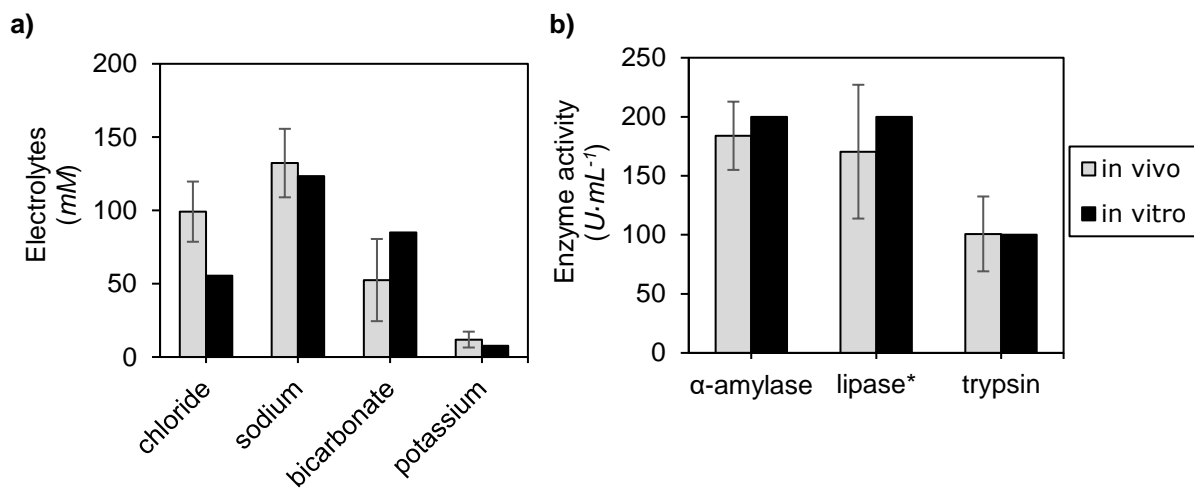 a)
Electrolytes
(mM)
200
150
100
50
0
chloride
sodium
bicarbonate
potassium
b)
Enzyme activity
(U·mL⁻¹)
250
200
150
100
50
0
α-amylase
lipase*
trypsin
in vivo
in vitro